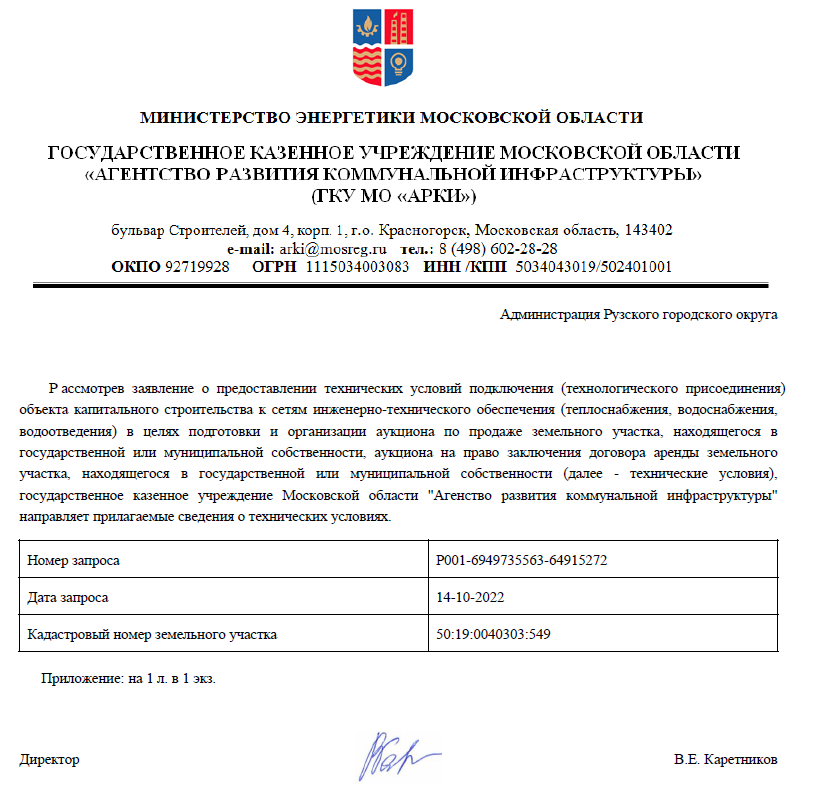 МИНИСТЕРСТВО ЭНЕРГЕТИКИ МОСКОВСКОЙ ОБЛАСТИ
ГОСУДАРСТВЕННОЕ КАЗЕННОЕ УЧРЕЖДЕНИЕ МОСКОВСКОЙ ОБЛАСТИ
«АГЕНТСТВО РАЗВИТИЯ КОММУНАЛЬНОЙ ИНФРАСТРУКТУРЫ»
(ГКУ МО «АРКИ»)
бульвар Строителей, дом 4, корп. 1, г.о. Красногорск, Московская область, 143402
e-mail: arki@mosreg.ru тел.: 8 (498) 602-28-28
ОКПО 92719928 ОГРН 1115034003083 ИНН /КПП 5034043019/502401001
Администрация Рузского городского округа
Р ассмотрев заявление о предоставлении технических условий подключения (технологического присоединения)
объекта капитального строительства к сетям инженерно-технического обеспечения (теплоснабжения, водоснабжения,
водоотведения) в целях подготовки и организации аукциона по продаже земельного участка, находящегося в
государственной или муниципальной собственности, аукциона на право заключения договора аренды земельного
участка, находящегося в государственной или муниципальной собственности (далее - технические условия),
государственное казенное учреждение Московской области "Агенство развития коммунальной инфраструктуры"
направляет прилагаемые сведения о технических условиях.
Номер запроса P001-6949735563-64915272
Дата запроса 14-10-2022
Кадастровый номер земельного участка 50:19:0040303:549
Приложение: на 1 л. в 1 экз.
Директор В.Е. Каретников